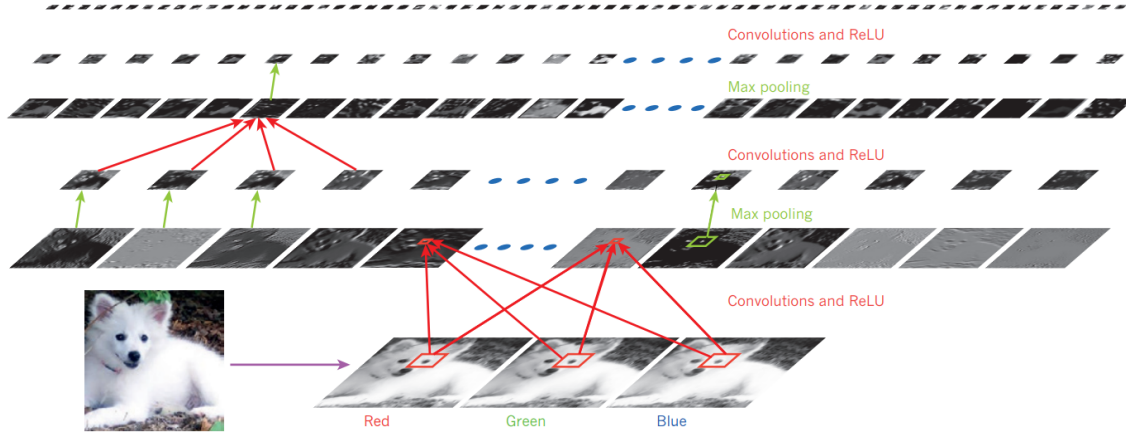 Convolutions and ReLU
Max pooling
Convolutions and ReLU
Max pooling
Convolutions and ReLU
Red
Green
Blue